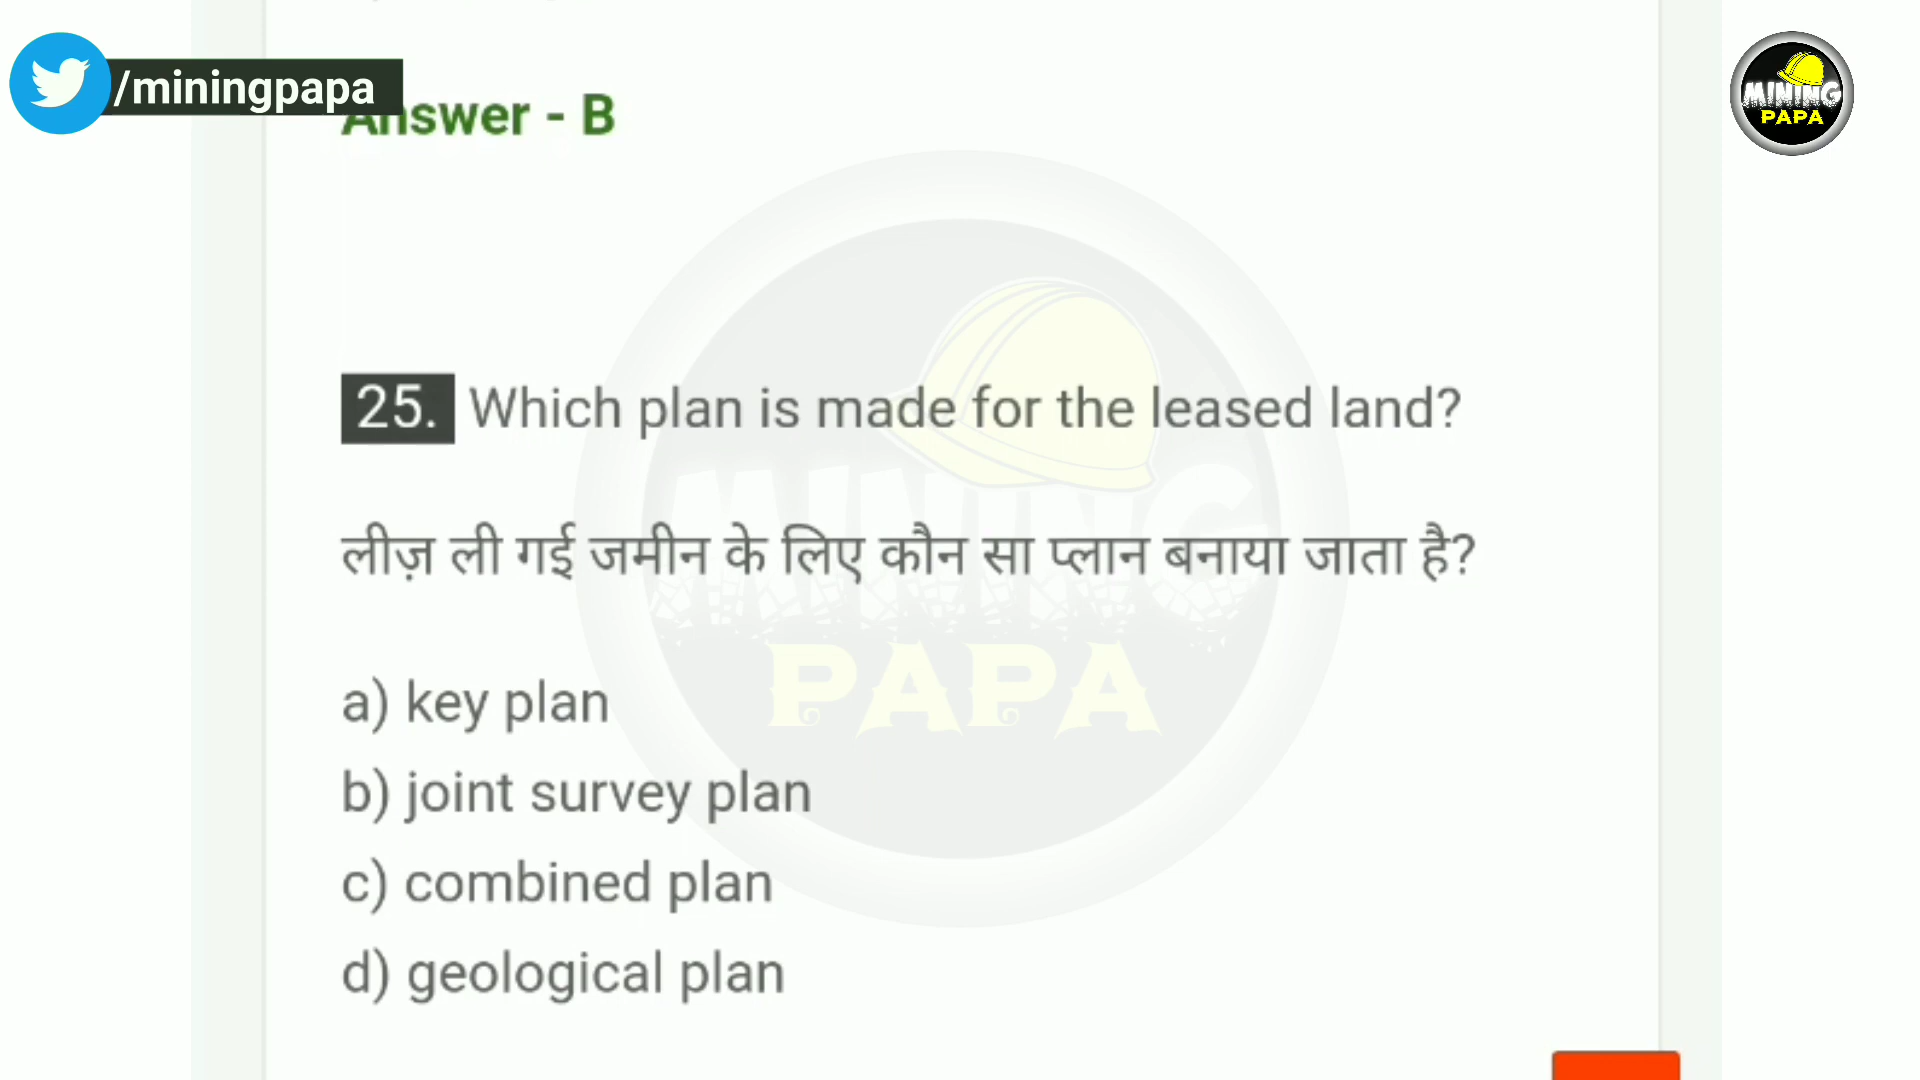 /miningpapa
Answer - B
MINING
PAPA
25. Which plan is made for the leased land?
लीज़ ली गई जमीन के लिए कौन सा प्लान बनाया जाता है?
MINING
PAPA
a) key plan
b) joint survey plan
c) combined plan
d) geological plan